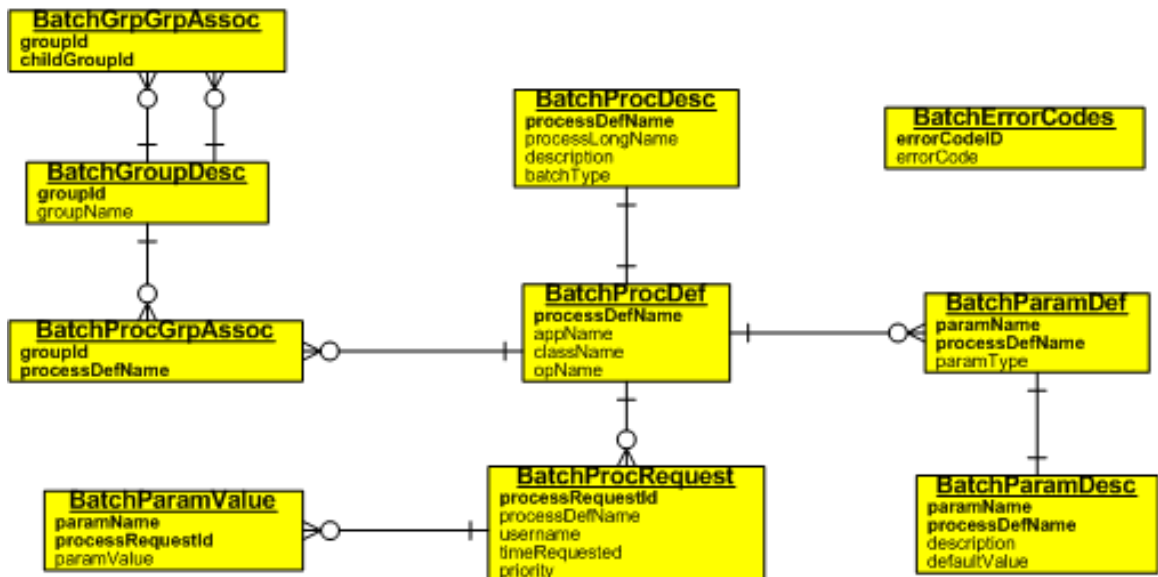 BatchGrpGrpAssoc
groupId
childGroupId
BatchProcDesc
processDefName
processLongName
description
batchType
BatchErrorCodes
errorCodeID
errorCode
BatchGroupDesc
groupId
groupName
BatchProcDef
processDefName
appName
className
opName
BatchParamDef
paramName
processDefName
paramType
BatchProcGrpAssoc
groupId
processDefName
BatchProcRequest
processRequestId
processDefName
username
timeRequested
priority
BatchParamValue
paramName
processRequestId
paramValue
BatchParamDesc
paramName
processDefName
description
defaultValue